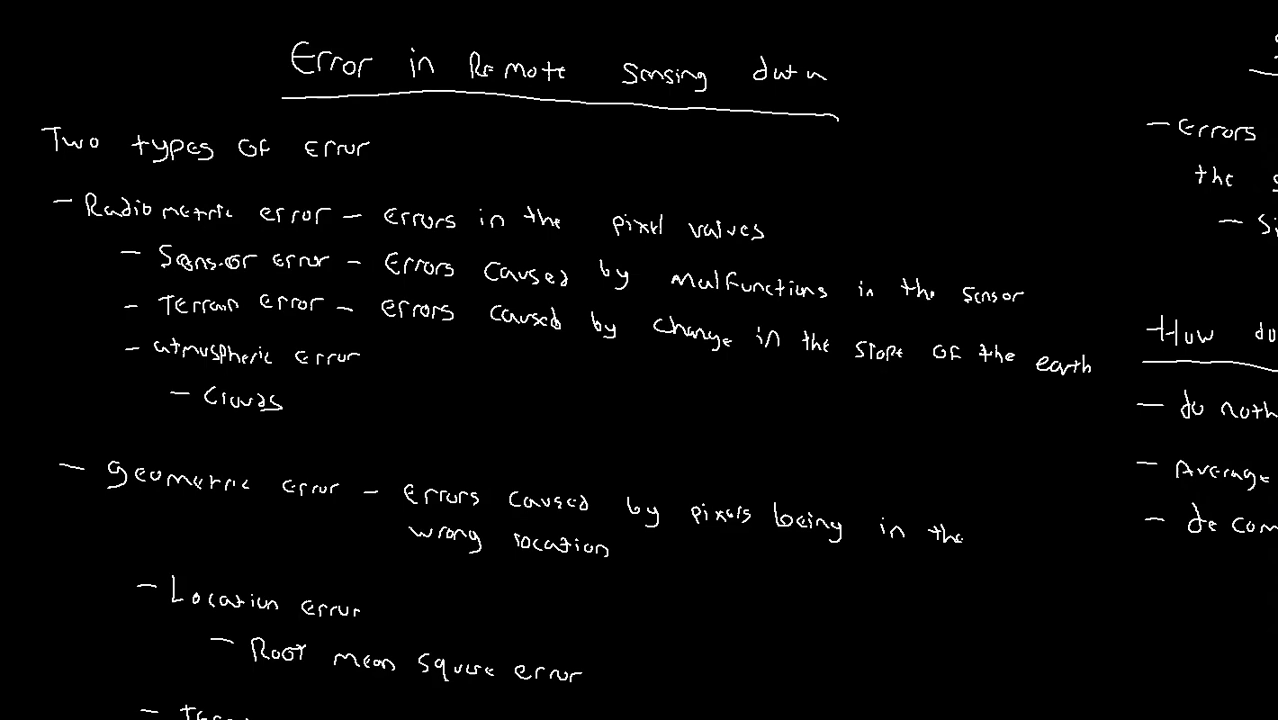 Error in Remote Sensing data
Two types of Error
- Radiometric error - Errors in the pixel values
- Sensor error - Errors caused by malfunctions in the sensor
- Terrain error - Errors caused by change in the slope of the earth
- atmospheric error
- Clouds
- Geometric error - Errors caused by pixels being in the
wrong location
- Location error
- Root mean square error
- Errors
the
- How do
- do noth
- Average
- de com